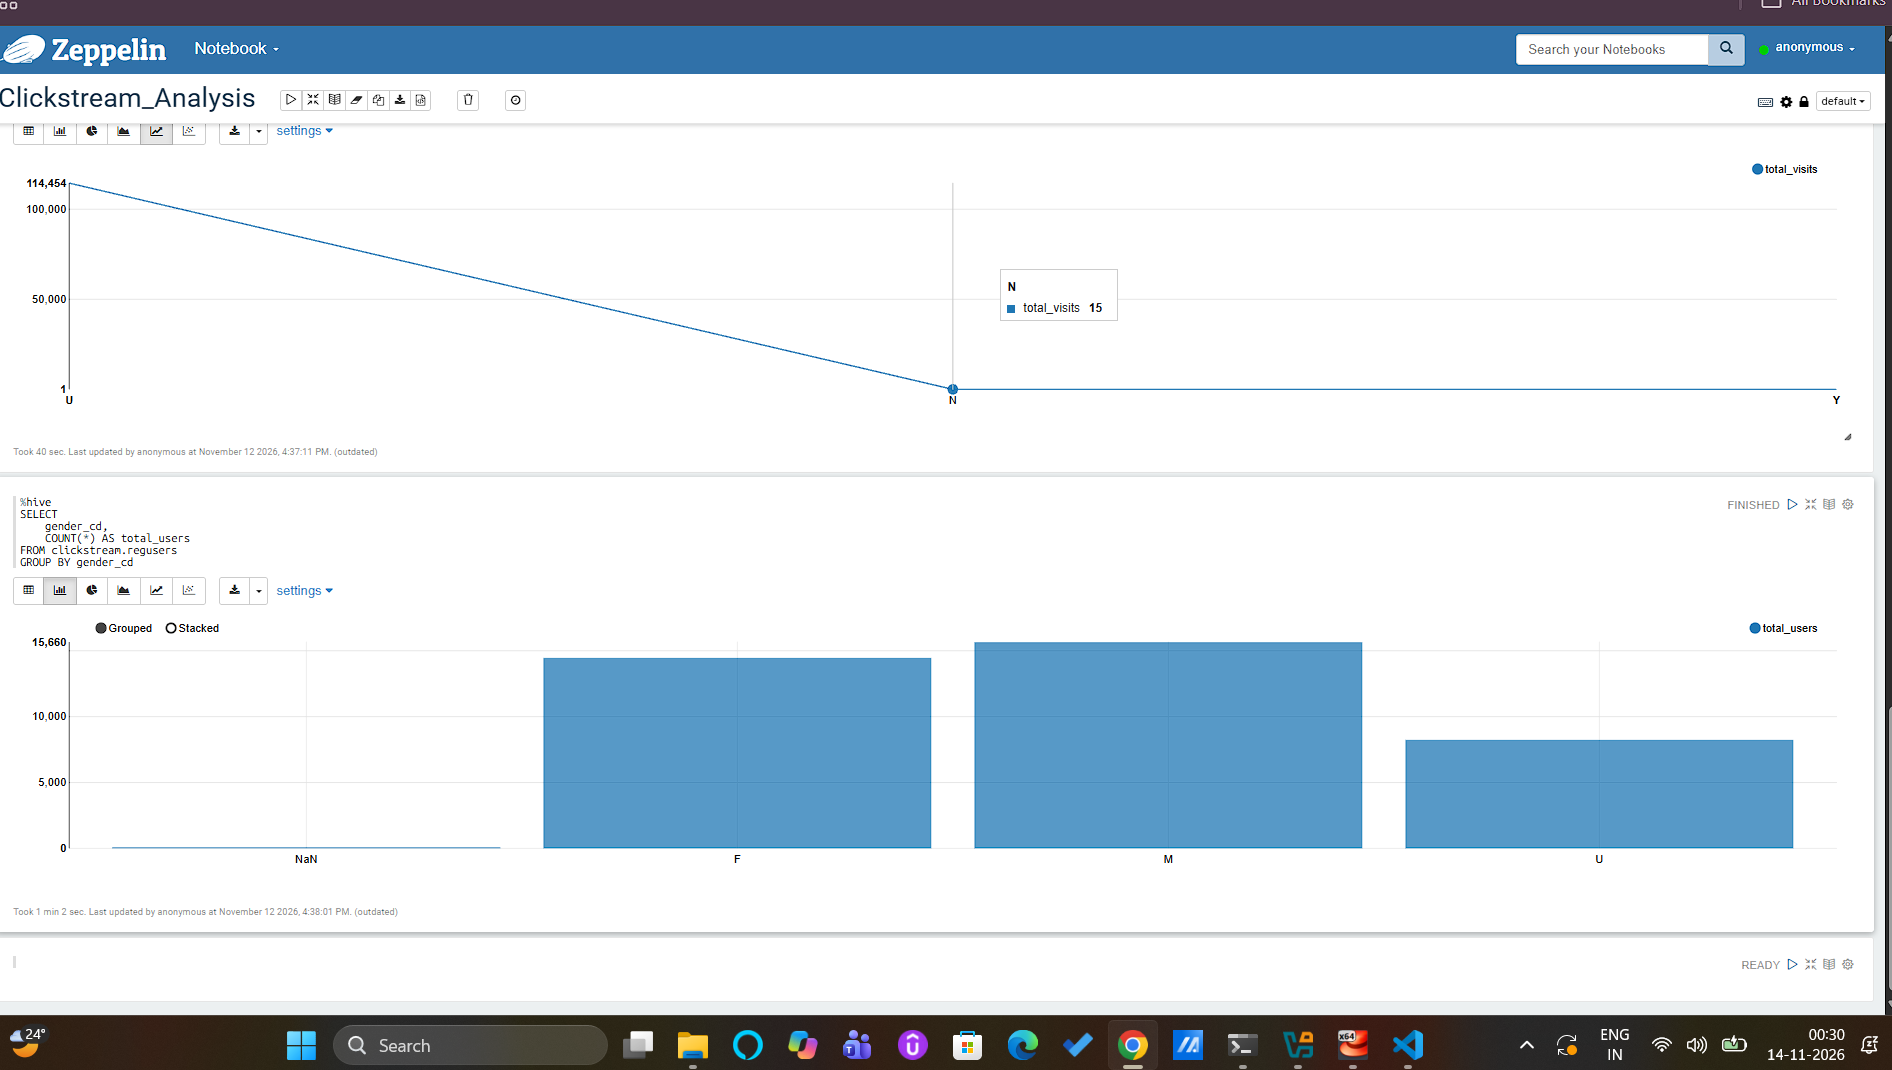 All Bookmarks
Zeppelin
Notebook
Search your Notebooks
anonymous
Clickstream_Analysis
default
settings
total_visits
114,454
100,000
50,000
1
U
N
Y
N
total_visits 15
Took 40 sec. Last updated by anonymous at November 12 2026, 4:37:11 PM. (outdated)
%hive
SELECT
gender_cd,
COUNT(*) AS total_users
FROM clickstream.regusers
GROUP BY gender_cd
FINISHED
settings
Grouped Stacked
total_users
15,660
10,000
5,000
0
NaN
F
M
U
Took 1 min 2 sec. Last updated by anonymous at November 12 2026, 4:38:01 PM. (outdated)
READY
24°
Search
x64
ENG
IN
00:30
14-11-2026